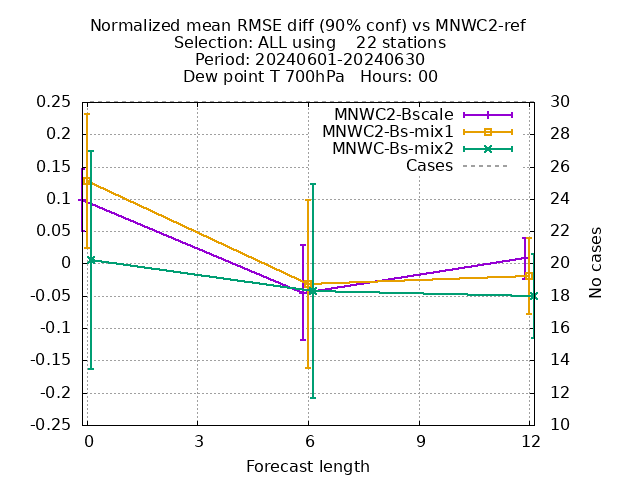 Normalized mean RMSE diff (90% conf) vs MNWC2-ref
Selection: ALL using    22 stations
Period: 20240601-20240630
Dew point T 700hPa   Hours: 00
MNWC2-Bscale
MNWC2-Bs-mix1
MNWC-Bs-mix2
Cases
0.25
0.2
0.15
0.1
0.05
0
-0.05
-0.1
-0.15
-0.2
-0.25
30
28
26
24
22
20
18
16
14
12
10
No cases
0 3 6 9 12
Forecast length